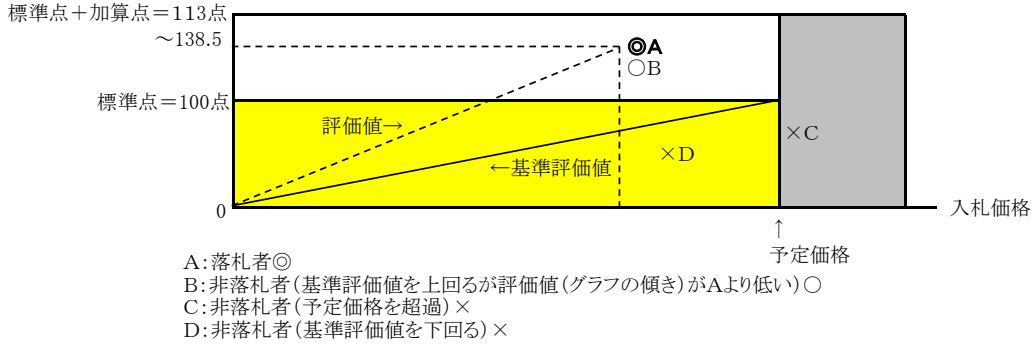 標準点＋加算点＝113点
～138.5
◎A
○B
標準点＝100点
評価値→
×C
×D
←基準評価値
0
入札価格
↑
予定価格
A：落札者◎
B：非落札者（基準評価値を上回るが評価値（グラフの傾き）がAより低い）○
C：非落札者（予定価格を超過）×
D：非落札者（基準評価値を下回る）×